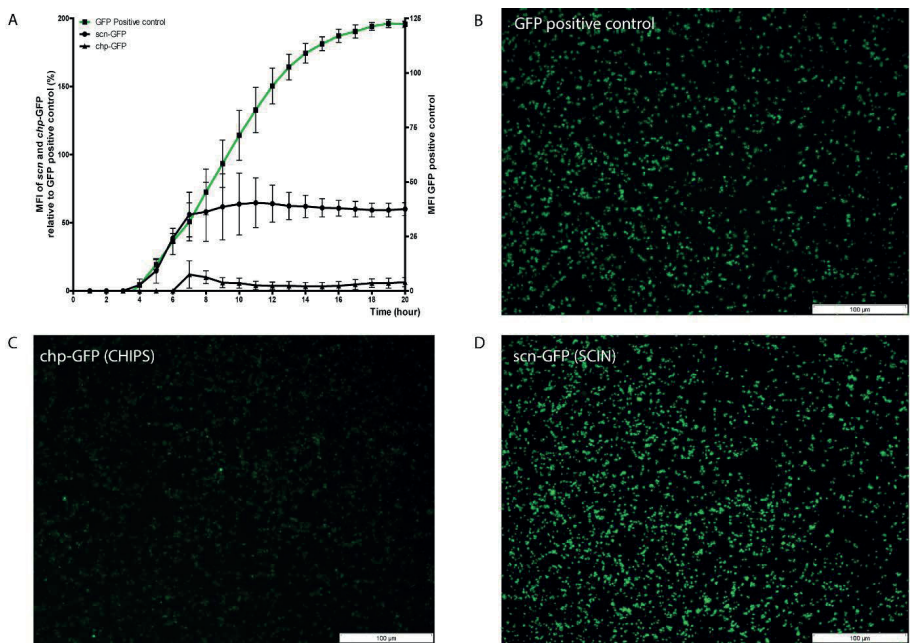 A
GFP Positive control
scn-GFP
chp-GFP
MFI of scn and chp-GFP
relative to GFP positive control (%)
200
150
100
50
0
125
100
75
50
25
0
MFI GFP positive control
0 2 4 6 8 10 12 14 16 18 20
Time (hour)
B
GFP positive control
100 µm
C
chp-GFP (CHIPS)
100 µm
D
scn-GFP (SCIN)
100 µm